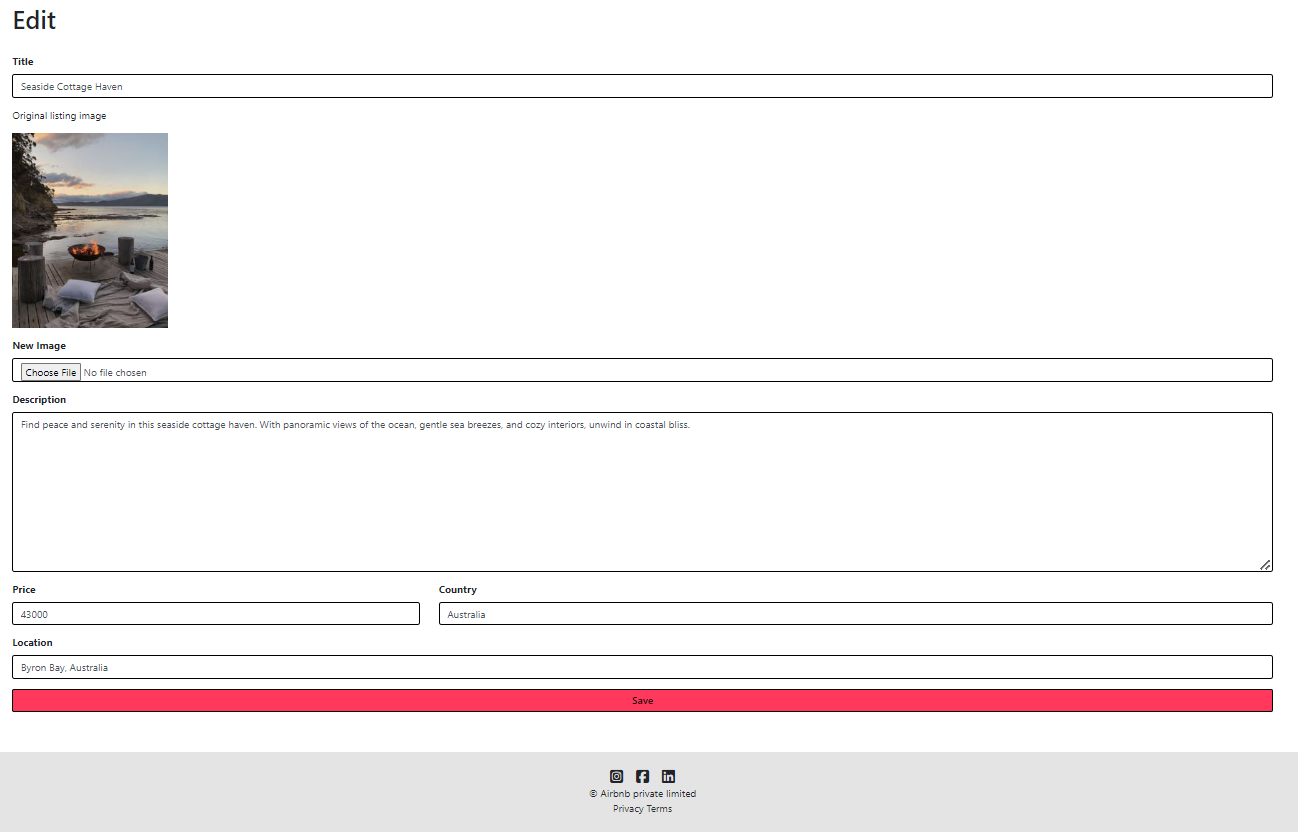 Edit
Title
Seaside Cottage Haven
Original listing image
New Image
Choose File No file chosen
Description
Find peace and serenity in this seaside cottage haven. With panoramic views of the ocean, gentle sea breezes, and cozy interiors, unwind in coastal bliss.
Price Country
43000 Australia
Location
Byron Bay, Australia
Save
© Airbnb private limited
Privacy Terms